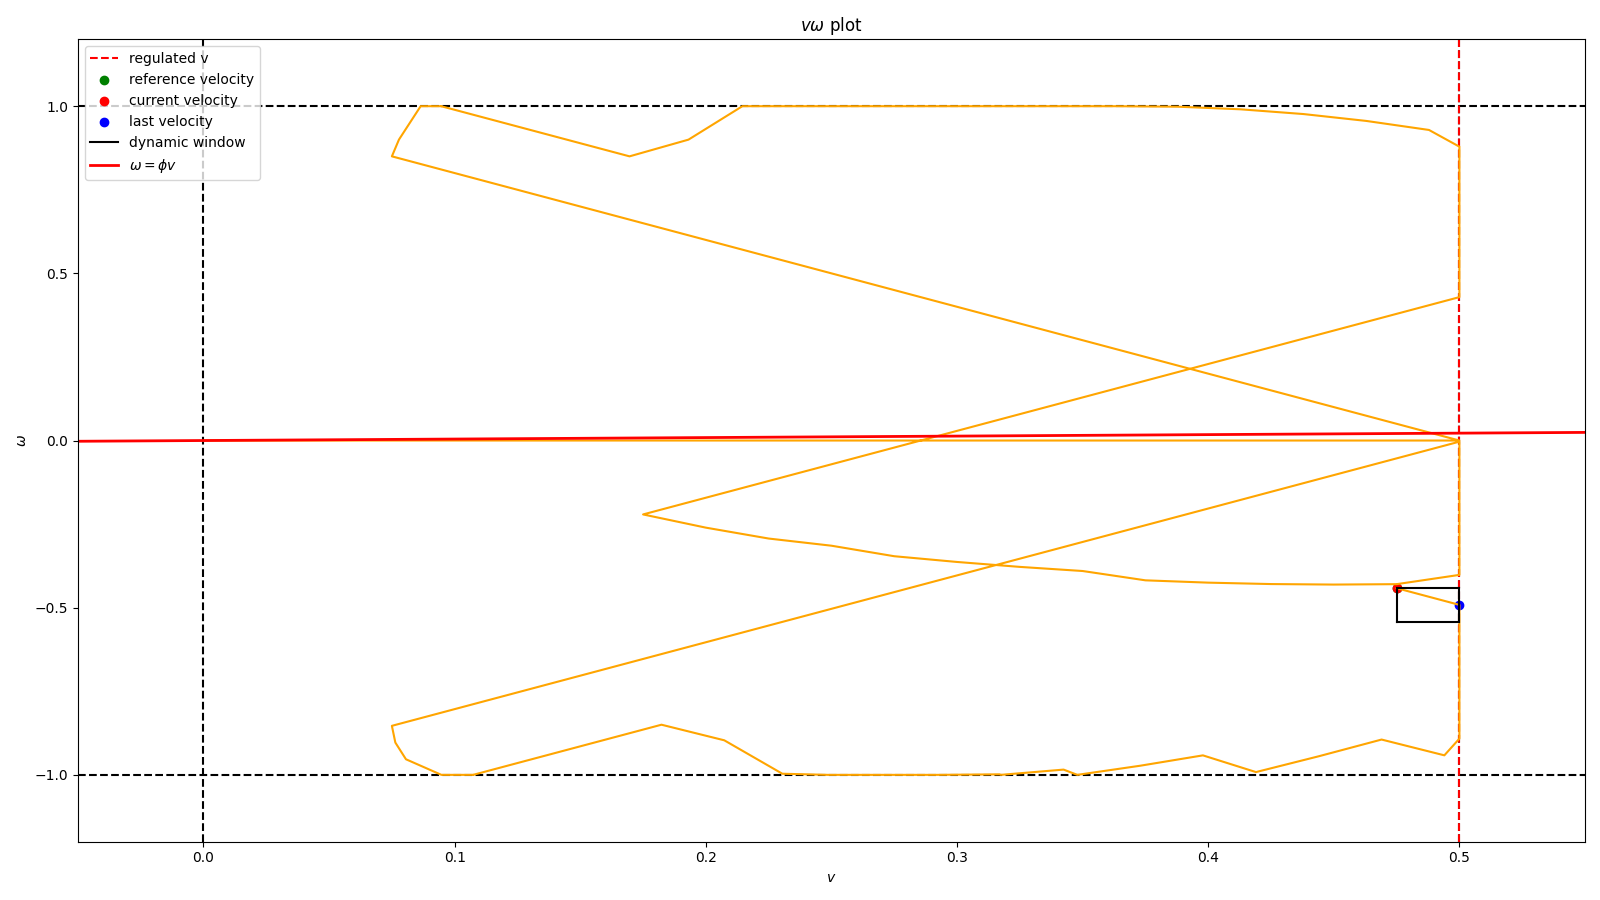 vω plot
regulated v
reference velocity
current velocity
last velocity
dynamic window
ω = ϕv
1.0
0.5
0.0
−0.5
−1.0
ω
0.0 0.1 0.2 0.3 0.4 0.5
v